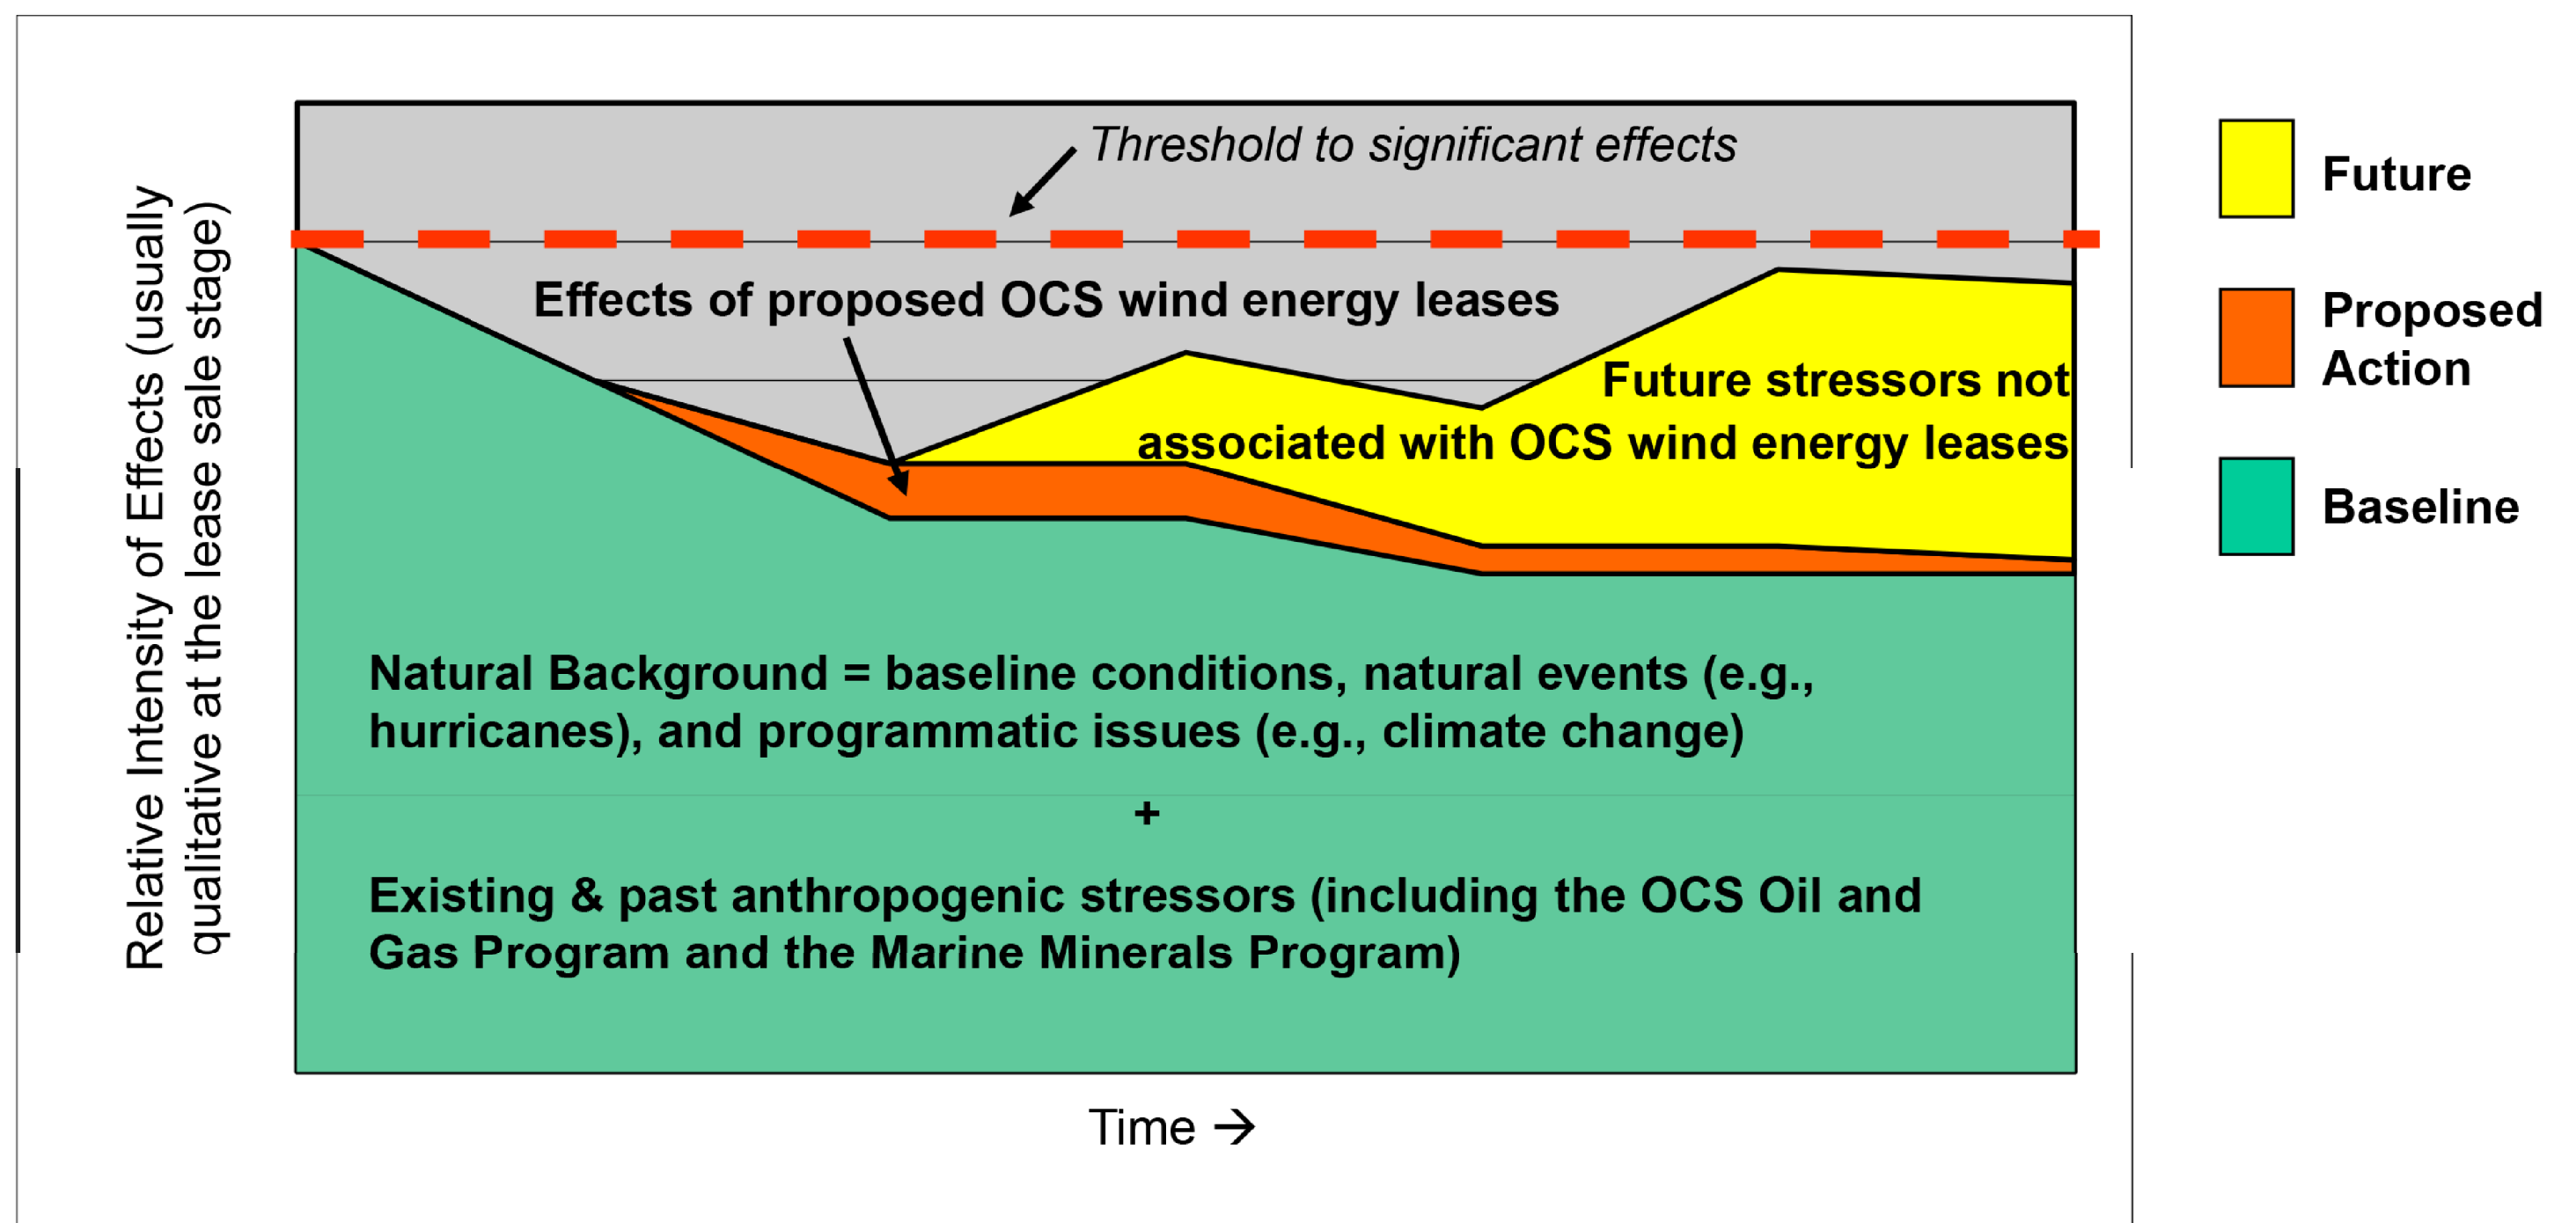 Relative Intensity of Effects (usually
qualitative at the lease sale stage)
Threshold to significant effects
Effects of proposed OCS wind energy leases
Future stressors not
associated with OCS wind energy leases
Natural Background = baseline conditions, natural events (e.g.,
hurricanes), and programmatic issues (e.g., climate change)
+
Existing & past anthropogenic stressors (including the OCS Oil and
Gas Program and the Marine Minerals Program)
Time →
Future
Proposed
Action
Baseline